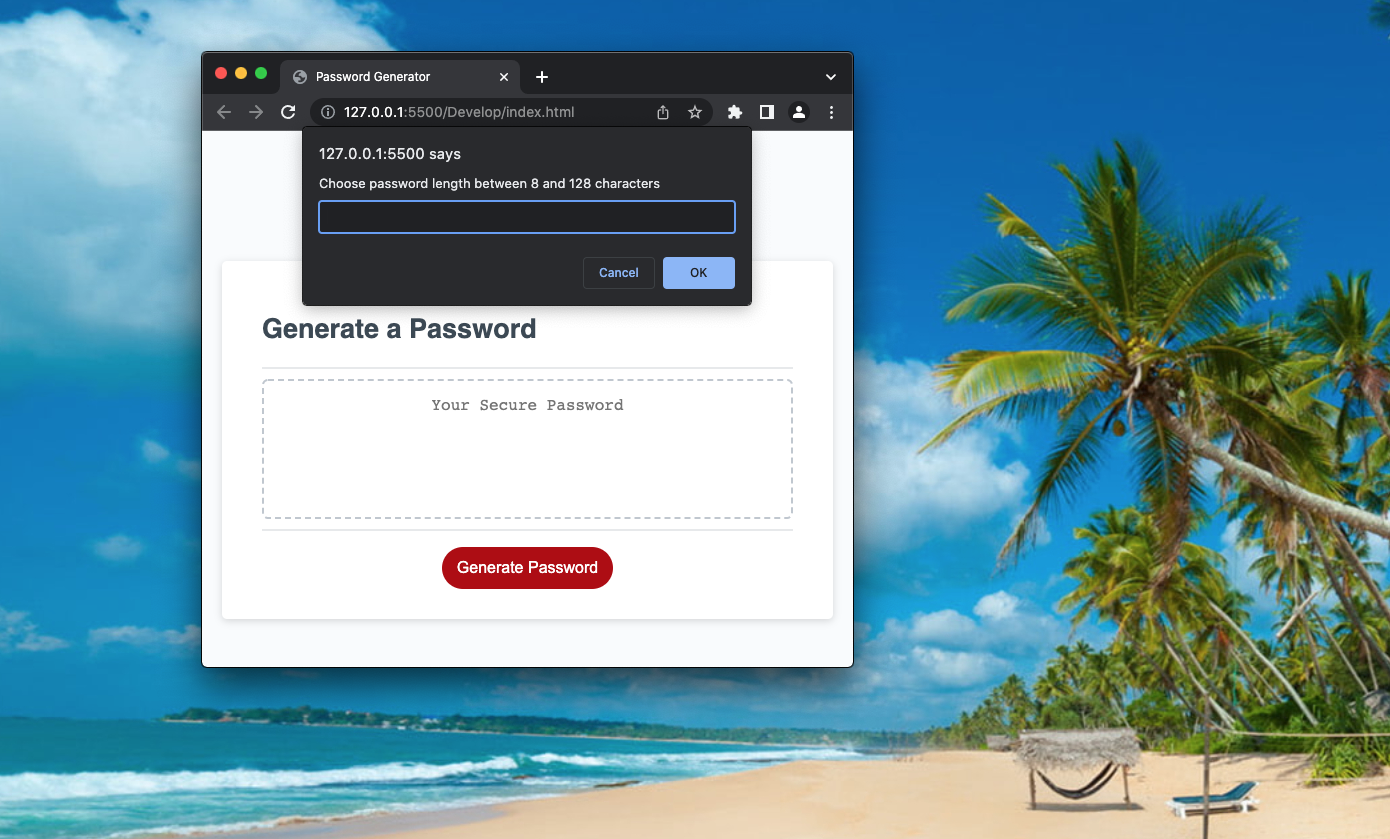 Password Generator
127.0.0.1:5500/Develop/index.html
127.0.0.1:5500 says
Choose password length between 8 and 128 characters
Cancel OK
Generate a Password
Your Secure Password
Generate Password